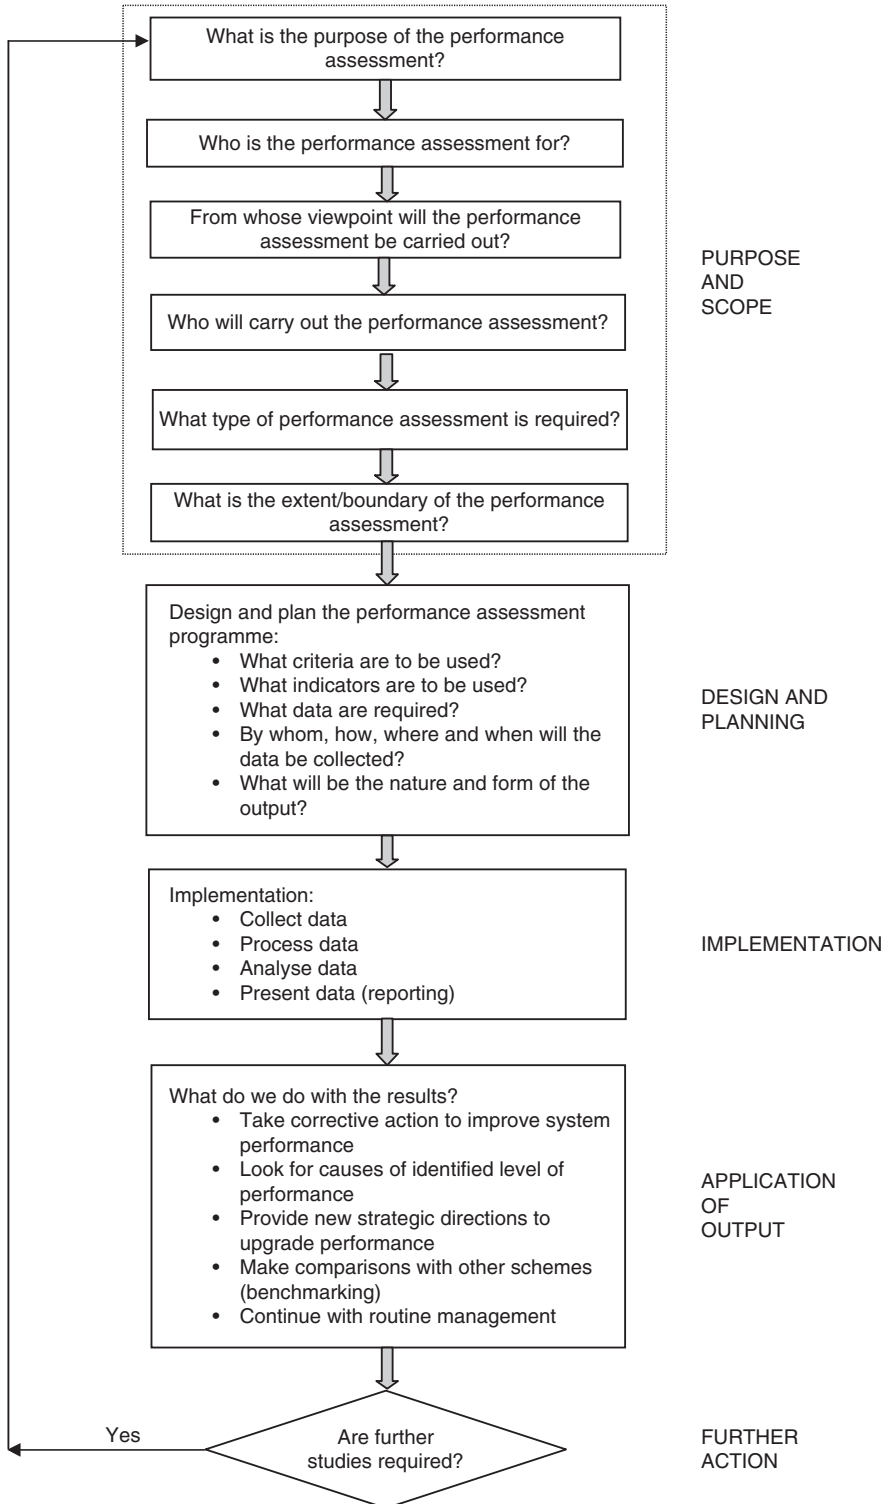 What is the purpose of the performance
assessment?
Who is the performance assessment for?
From whose viewpoint will the performance
assessment be carried out?
PURPOSE
AND
SCOPE
Who will carry out the performance assessment?
What type of performance assessment is required?
What is the extent/boundary of the performance
assessment?
Design and plan the performance assessment
programme:
• What criteria are to be used?
• What indicators are to be used?
• What data are required?
• By whom, how, where and when will the
data be collected?
• What will be the nature and form of the
output?
DESIGN AND
PLANNING
Implementation:
• Collect data
• Process data
• Analyse data
• Present data (reporting)
IMPLEMENTATION
What do we do with the results?
• Take corrective action to improve system
performance
• Look for causes of identified level of
performance
• Provide new strategic directions to
upgrade performance
• Make comparisons with other schemes
(benchmarking)
• Continue with routine management
APPLICATION
OF
OUTPUT
Yes
Are further
studies required?
FURTHER
ACTION